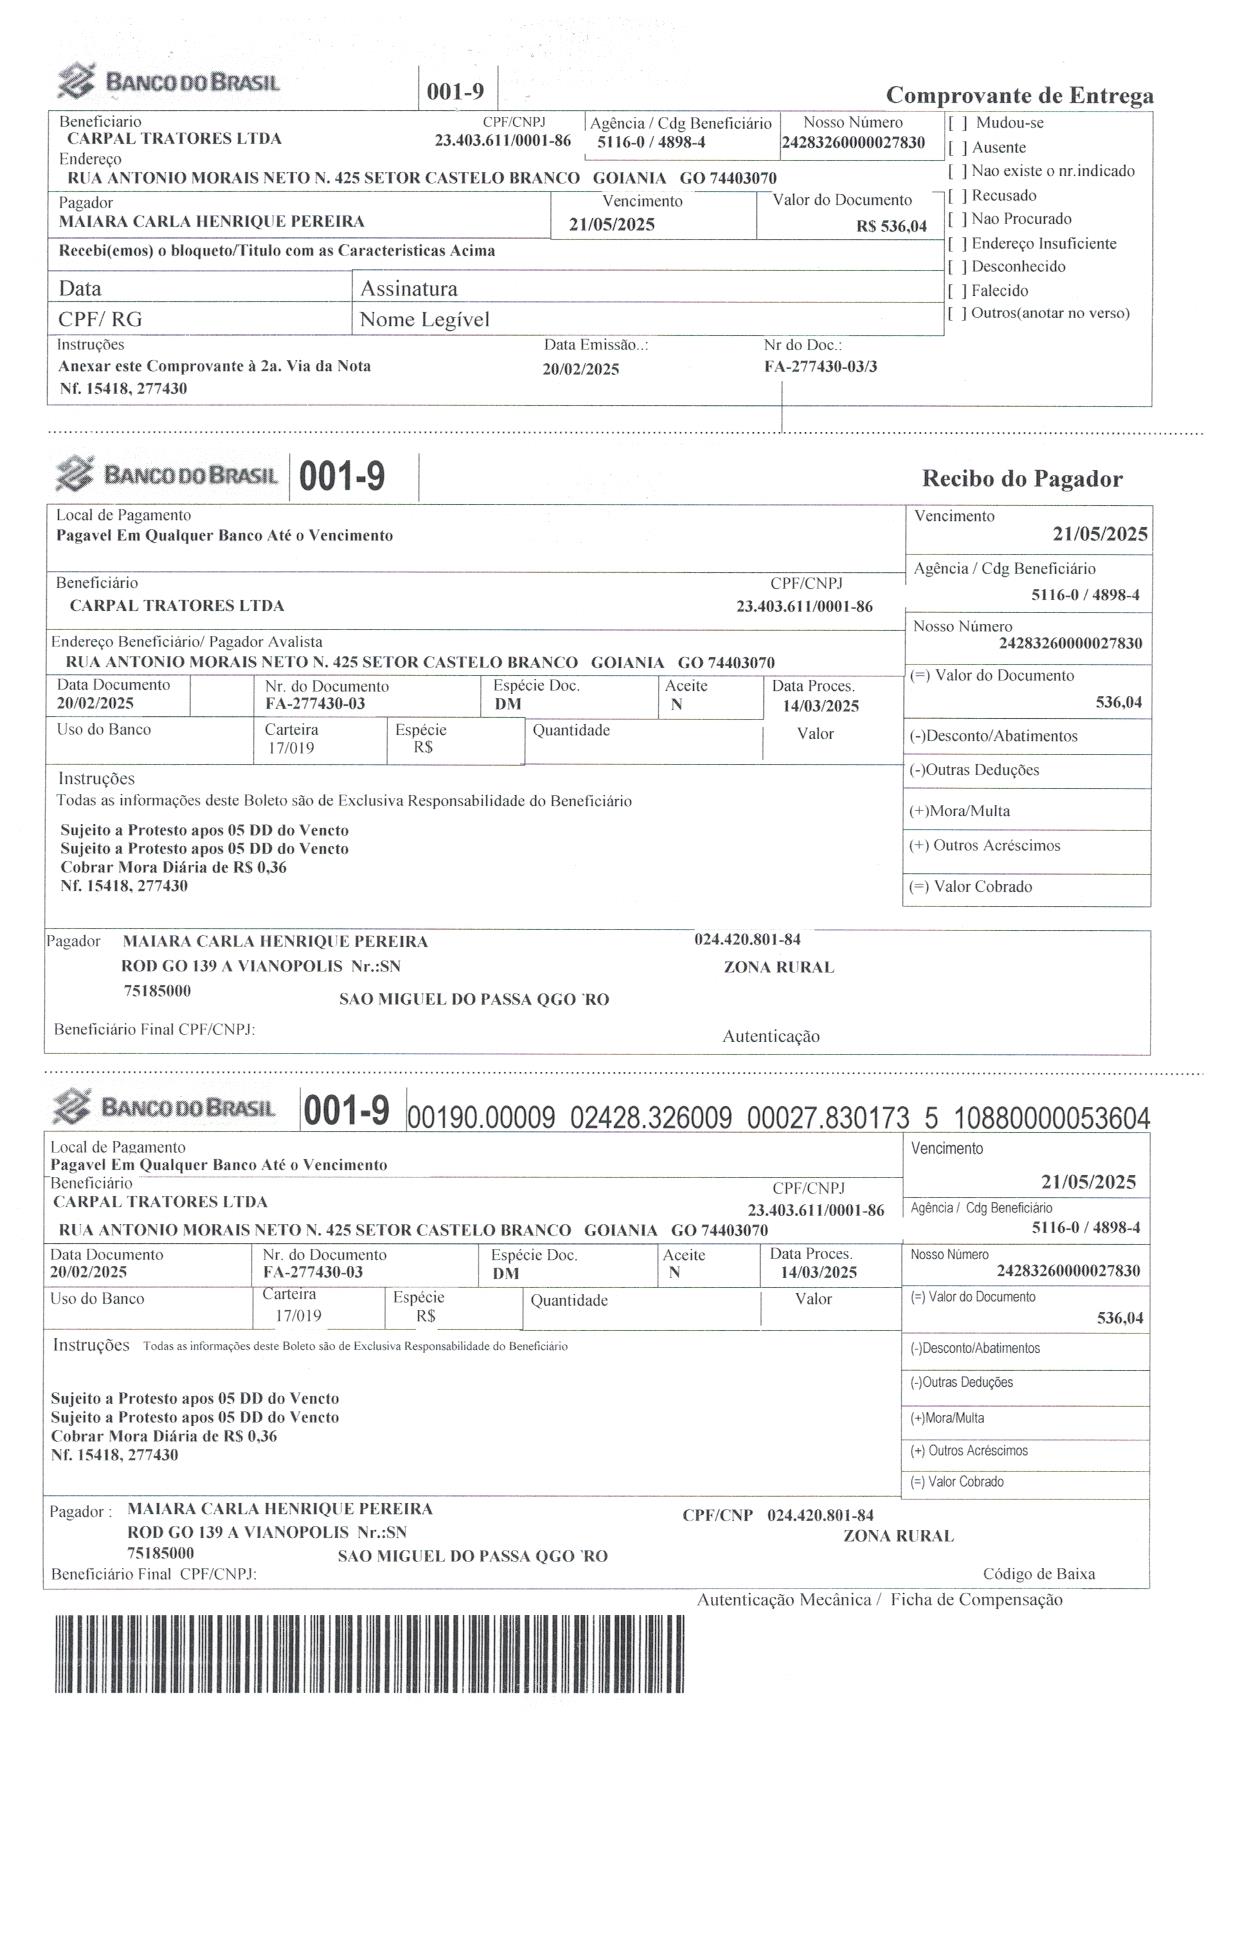 BANCO DO BRASIL 001-9 Comprovante de Entrega
Beneficiario CPF/CNPJ Agência / Cdg Beneficiário Nosso Número [ ] Mudou-se
CARPAL TRATORES LTDA 23.403.611/0001-86 5116-0 / 4898-4 24283260000027830 [ ] Ausente
Endereço
RUA ANTONIO MORAIS NETO N. 425 SETOR CASTELO BRANCO GOIANIA GO 74403070 [ ] Nao existe o nr.indicado
Pagador Vencimento Valor do Documento [ ] Recusado
MAIARA CARLA HENRIQUE PEREIRA 21/05/2025 R$ 536,04 [ ] Nao Procurado
Recebi(emos) o bloqueto/Titulo com as Caracteristicas Acima [ ] Endereço Insuficiente
[ ] Desconhecido
Data Assinatura [ ] Falecido
CPF/ RG Nome Legível [ ] Outros(anotar no verso)
Instruções Data Emissão..: Nr do Doc.:
Anexar este Comprovante à 2a. Via da Nota 20/02/2025 FA-277430-03/3
Nf. 15418, 277430
BANCO DO BRASIL 001-9 Recibo do Pagador
Local de Pagamento Vencimento
Pagavel Em Qualquer Banco Até o Vencimento 21/05/2025
Beneficiário CPF/CNPJ Agência / Cdg Beneficiário
CARPAL TRATORES LTDA 23.403.611/0001-86 5116-0 / 4898-4
Endereço Beneficiário/ Pagador Avalista Nosso Número
RUA ANTONIO MORAIS NETO N. 425 SETOR CASTELO BRANCO GOIANIA GO 74403070 24283260000027830
Data Documento Nr. do Documento Espécie Doc. Aceite Data Proces. (=) Valor do Documento
20/02/2025 FA-277430-03 DM N 14/03/2025 536,04
Uso do Banco Carteira Espécie Quantidade Valor (-)Desconto/Abatimentos
17/019 R$
Instruções (-)Outras Deduções
Todas as informações deste Boleto são de Exclusiva Responsabilidade do Beneficiário (+)Mora/Multa
Sujeito a Protesto apos 05 DD do Vencto
Sujeito a Protesto apos 05 DD do Vencto (+) Outros Acréscimos
Cobrar Mora Diária de R$ 0,36
Nf. 15418, 277430 (=) Valor Cobrado
Pagador MAIARA CARLA HENRIQUE PEREIRA 024.420.801-84
ROD GO 139 A VIANOPOLIS Nr.:SN ZONA RURAL
75185000 SAO MIGUEL DO PASSA QGO 'RO
Beneficiário Final CPF/CNPJ: Autenticação
BANCO DO BRASIL 001-9 00190.00009 02428.326009 00027.830173 5 10880000053604
Local de Pagamento Vencimento
Pagavel Em Qualquer Banco Até o Vencimento 21/05/2025
Beneficiário CPF/CNPJ Agência / Cdg Beneficiário
CARPAL TRATORES LTDA 23.403.611/0001-86 5116-0 / 4898-4
RUA ANTONIO MORAIS NETO N. 425 SETOR CASTELO BRANCO GOIANIA GO 74403070
Data Documento Nr. do Documento Espécie Doc. Aceite Data Proces. Nosso Número
20/02/2025 FA-277430-03 DM N 14/03/2025 24283260000027830
Uso do Banco Carteira Espécie Quantidade Valor (=) Valor do Documento
17/019 R$ 536,04
Instruções Todas as informações deste Boleto são de Exclusiva Responsabilidade do Beneficiário (-)Desconto/Abatimentos
(-)Outras Deduções
Sujeito a Protesto apos 05 DD do Vencto
Sujeito a Protesto apos 05 DD do Vencto (+)Mora/Multa
Cobrar Mora Diária de R$ 0,36 (+) Outros Acréscimos
Nf. 15418, 277430
(=) Valor Cobrado
Pagador : MAIARA CARLA HENRIQUE PEREIRA CPF/CNP 024.420.801-84
ROD GO 139 A VIANOPOLIS Nr.:SN ZONA RURAL
75185000 SAO MIGUEL DO PASSA QGO 'RO
Beneficiário Final CPF/CNPJ: Código de Baixa
Autenticação Mecânica / Ficha de Compensação